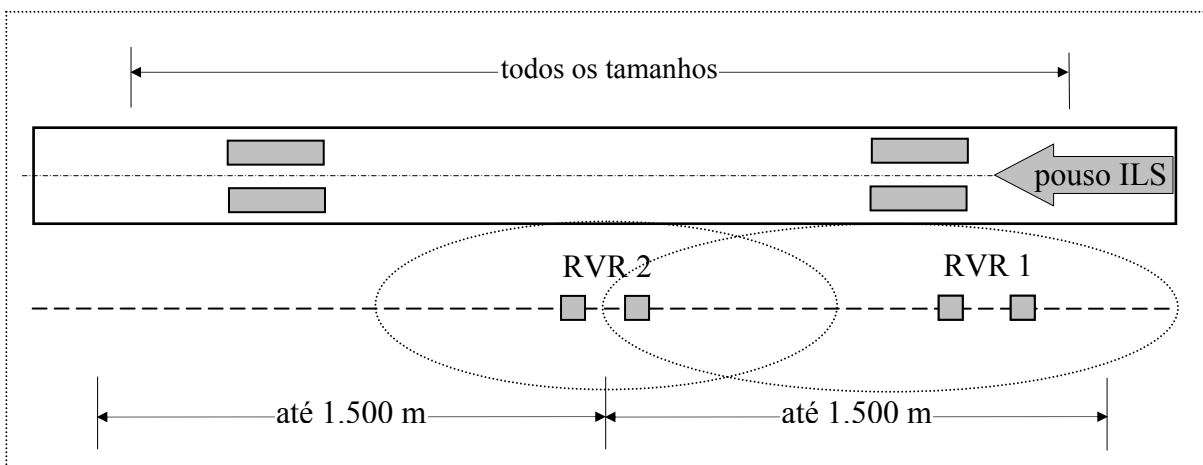 todos os tamanhos
pouso ILS
RVR 2
RVR 1
até 1.500 m
até 1.500 m